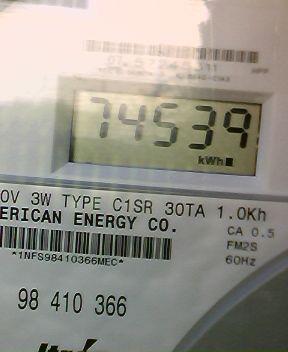 74539
kWh
0V 3W TYPE C1SR 30TA 1.0Kh
ERICAN ENERGY CO.
CA 0.5
FM2S
60Hz
*1NFS98410366MEC*
98 410 366